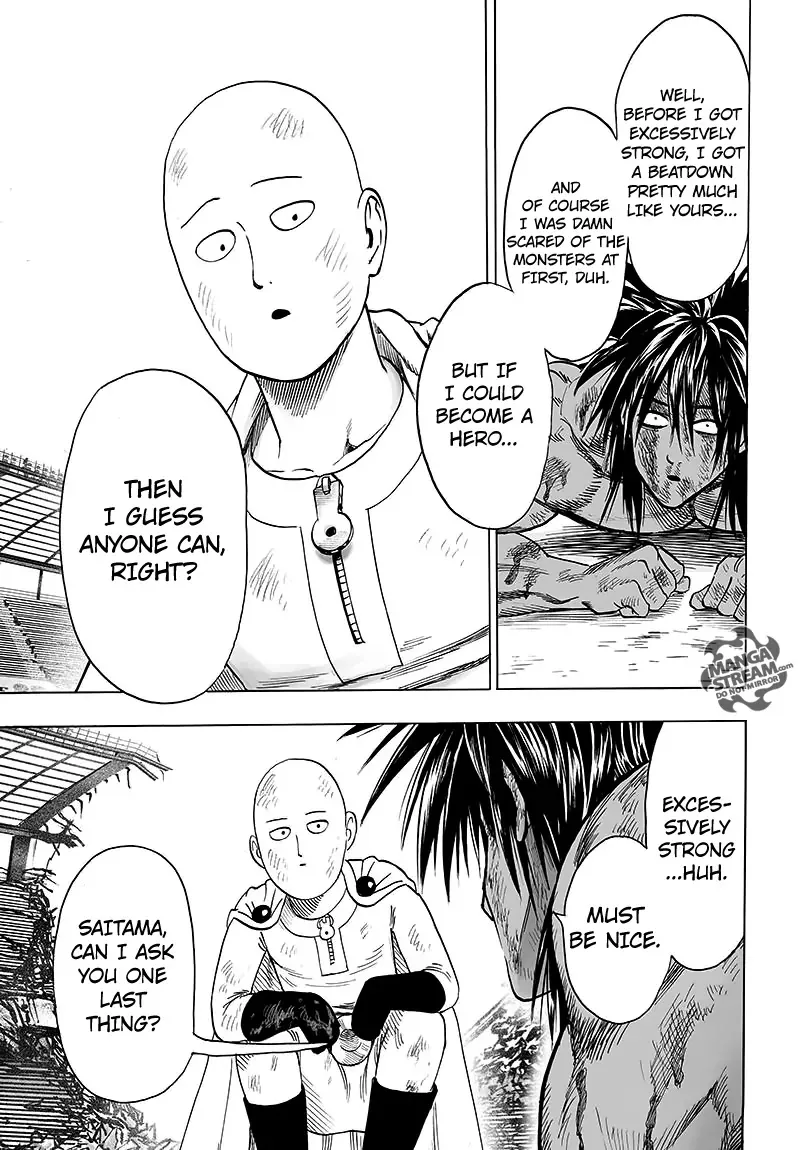 WELL,
BEFORE I GOT
EXCESSIVELY
STRONG, I GOT
A BEATDOWN
PRETTY MUCH
LIKE YOURS...
AND
OF COURSE
I WAS DAMN
SCARED OF THE
MONSTERS AT
FIRST, DUH.
BUT IF
I COULD
BECOME A
HERO...
THEN
I GUESS
ANYONE CAN,
RIGHT?
MANGA
STREAM.com
DO NOT MIRROR
EXCES-
SIVELY
STRONG
...HUH.
MUST
BE NICE.
SAITAMA,
CAN I ASK
YOU ONE
LAST
THING?